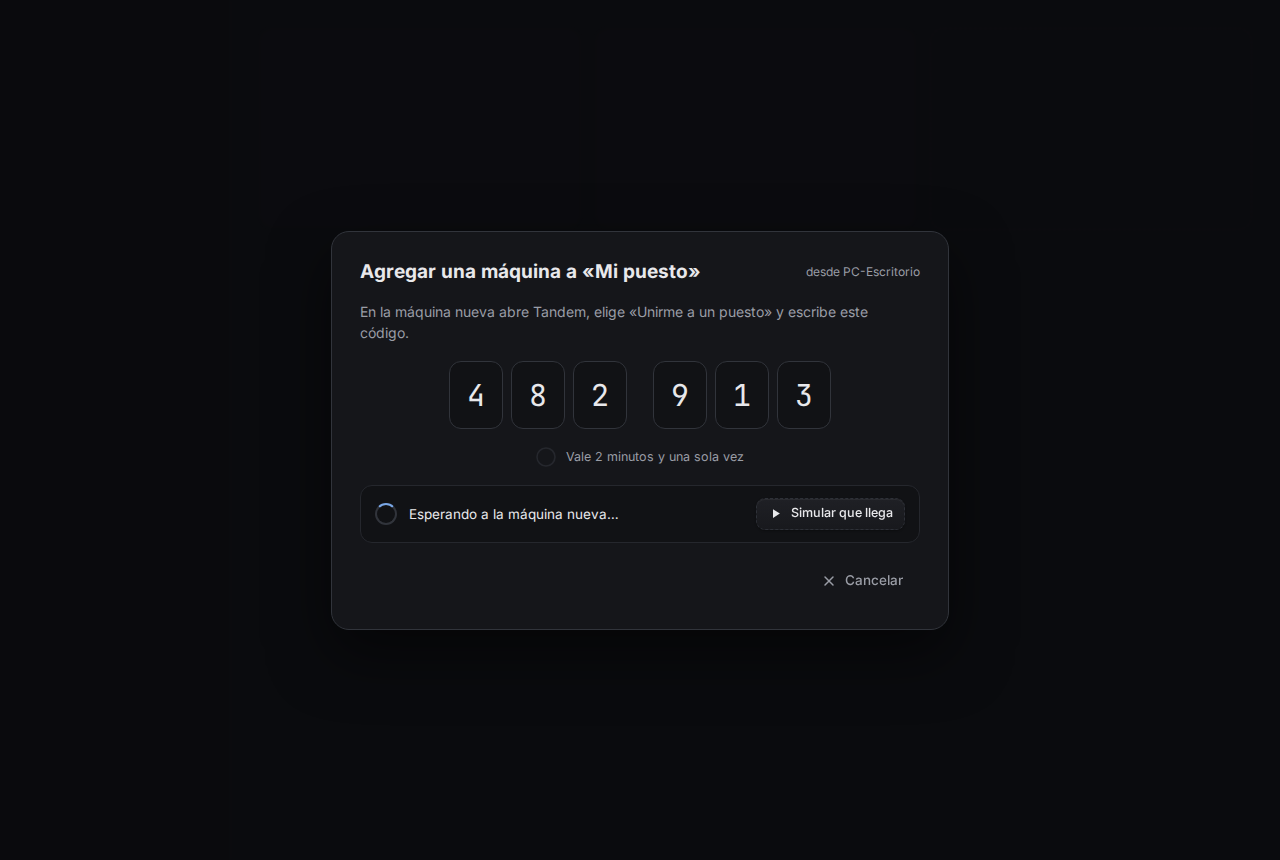 Agregar una máquina a «Mi puesto»
desde PC-Escritorio
En la máquina nueva abre Tandem, elige «Unirme a un puesto» y escribe este
código.
4 8 2 9 1 3
Vale 2 minutos y una sola vez
Esperando a la máquina nueva...
Simular que llega
Cancelar